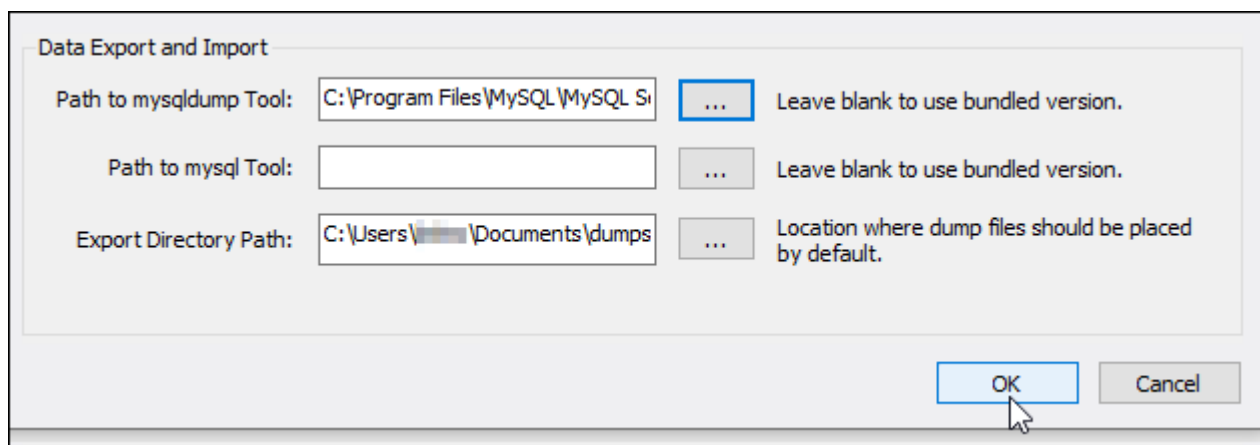 Data Export and Import
Path to mysqldump Tool: C:\Program Files\MySQL\MySQL S ... Leave blank to use bundled version.
Path to mysql Tool: ... Leave blank to use bundled version.
Export Directory Path: C:\Users\ \Documents\dumps ... Location where dump files should be placed
by default.
OK Cancel